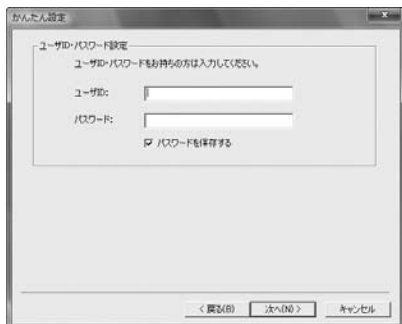 かんたん設定
ユーザID・パスワード設定
ユーザID・パスワードをお持ちの方は入力してください。
ユーザID:
パスワード:
パスワードを保存する
< 戻る(B) 次へ(N) > キャンセル